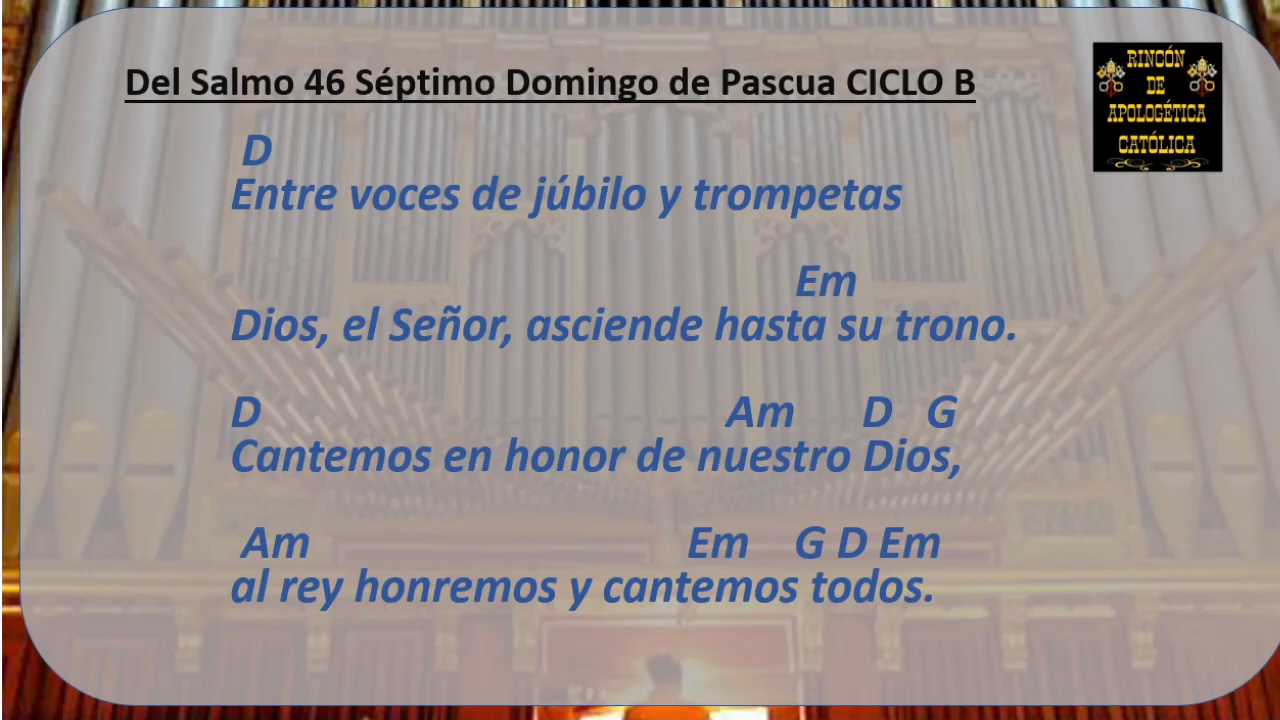 Del Salmo 46 Séptimo Domingo de Pascua CICLO B
RINCÓN
DE
APOLOGÉTICA
CATÓLICA
D
Entre voces de júbilo y trompetas
Em
Dios, el Señor, asciende hasta su trono.
D Am D G
Cantemos en honor de nuestro Dios,
Am Em G D Em
al rey honremos y cantemos todos.